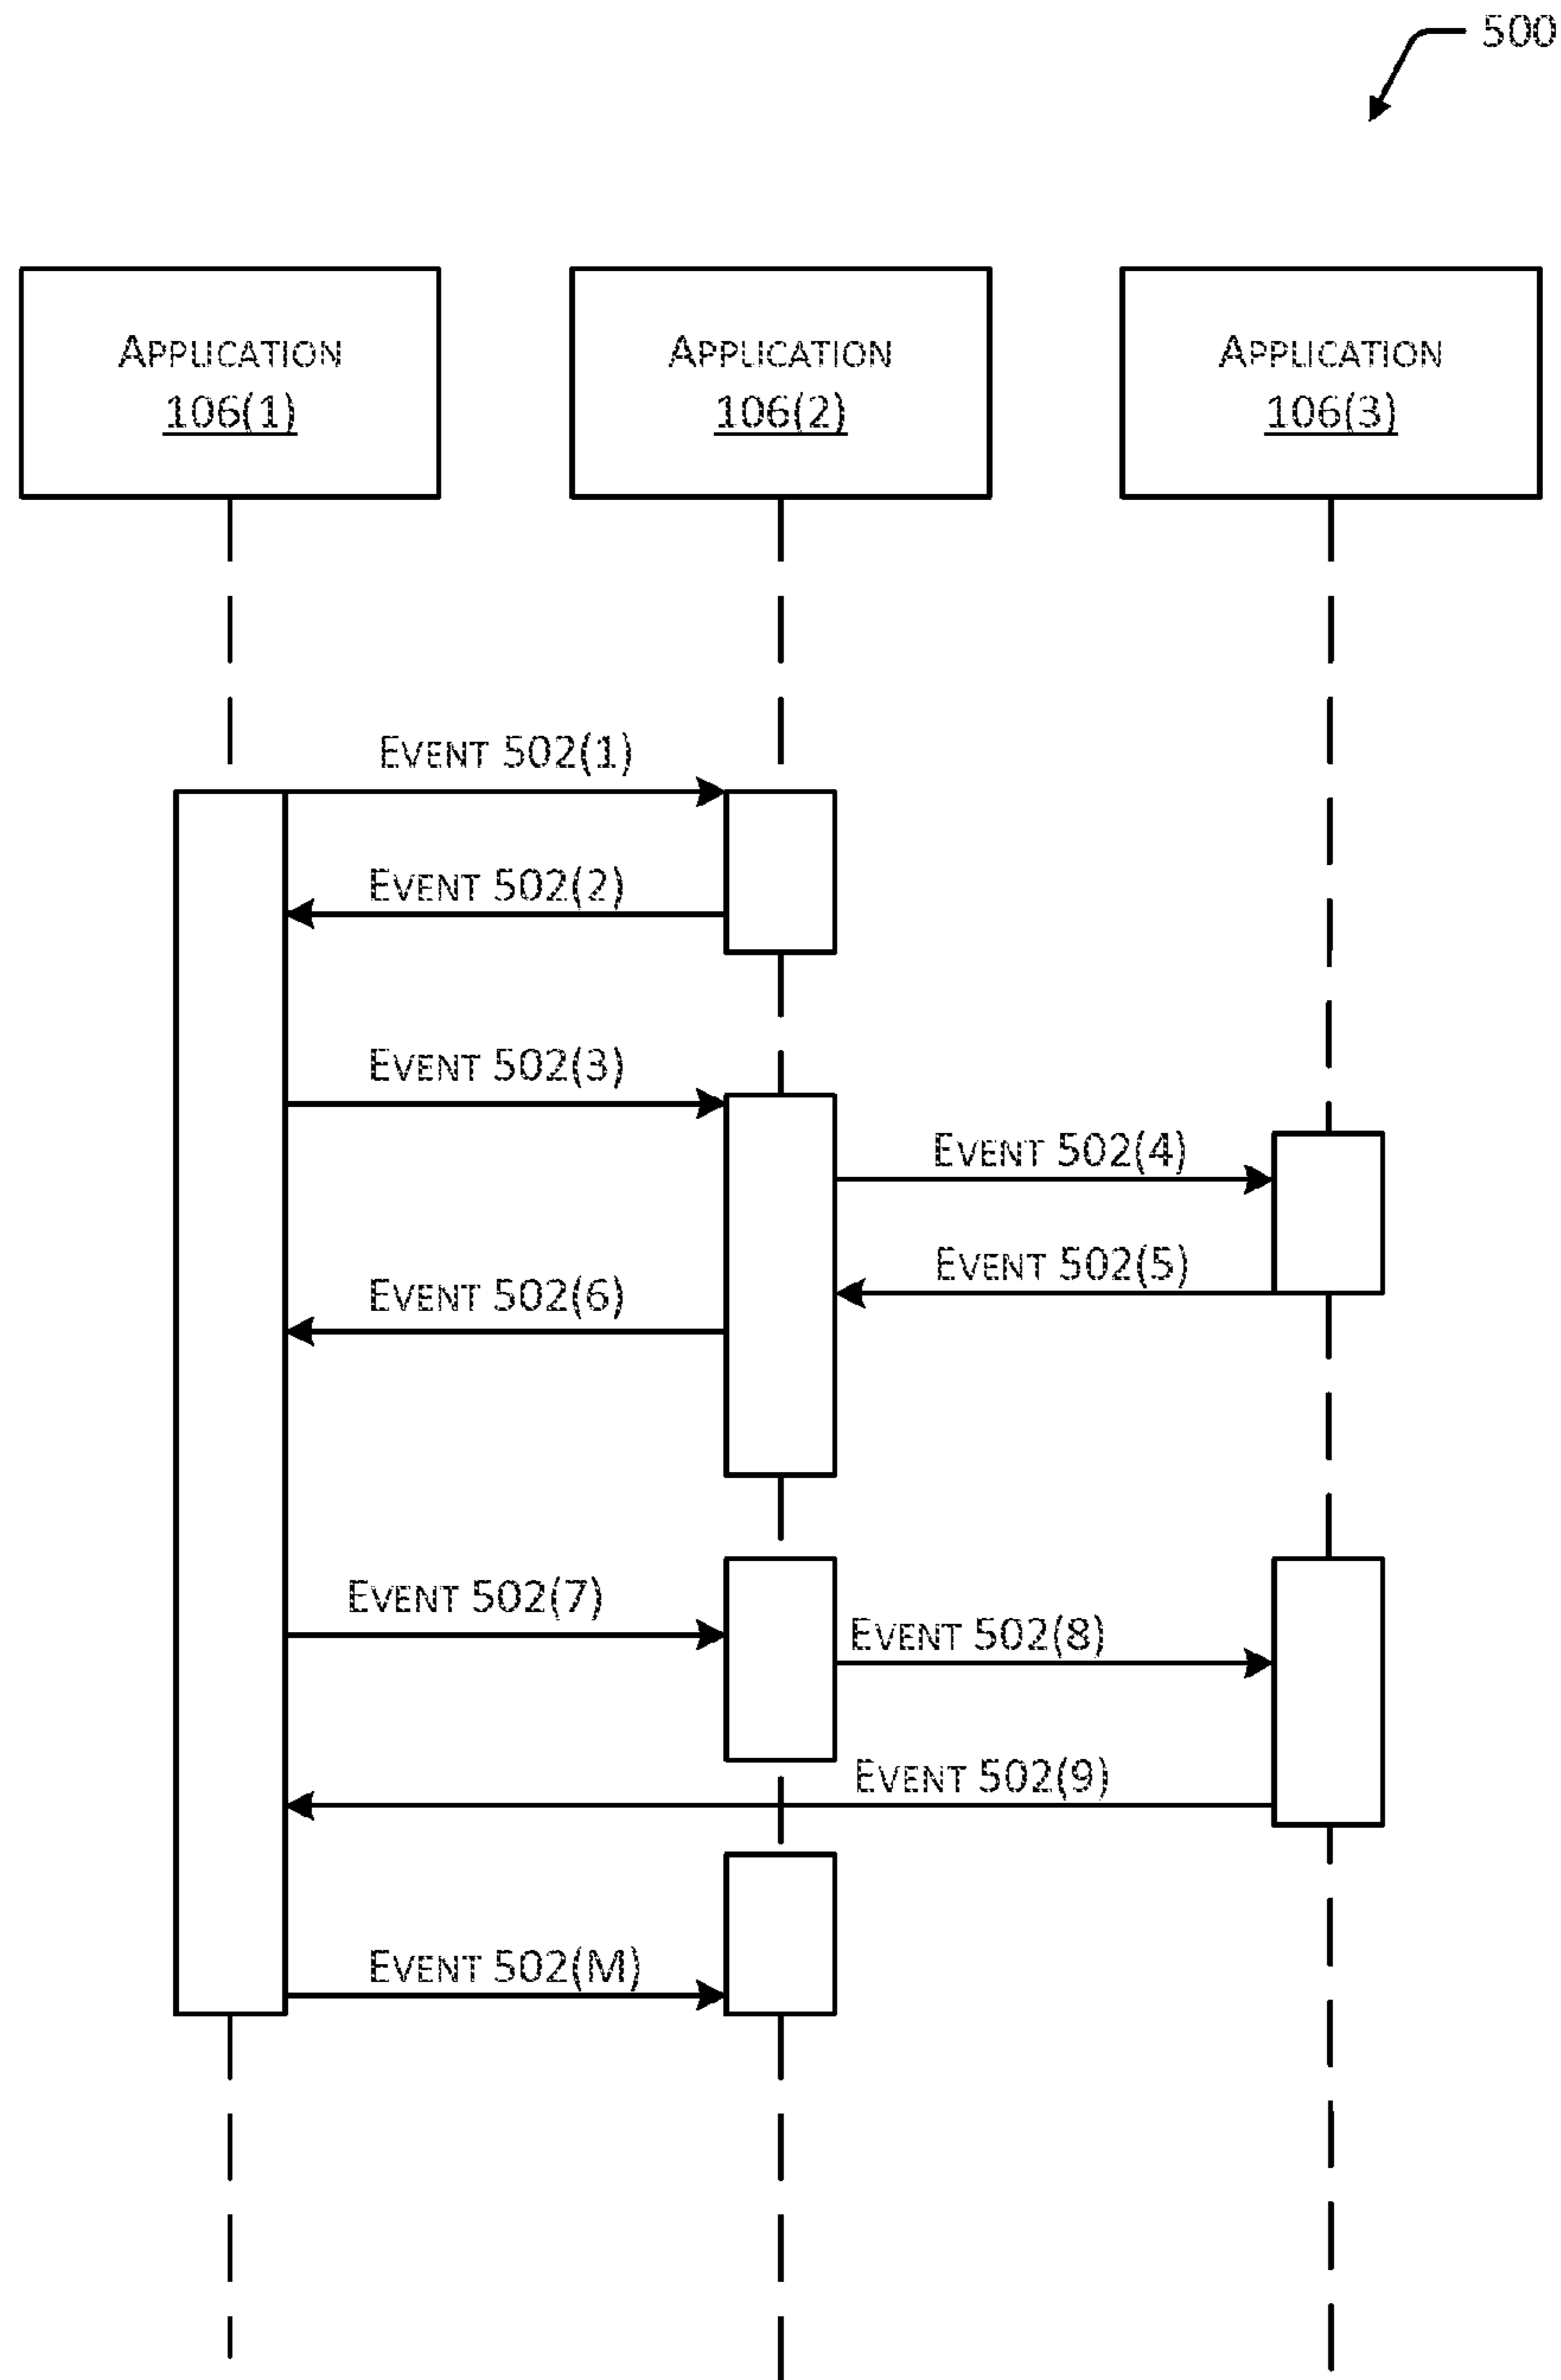 500
APPLICATION
106(1)
APPLICATION
106(2)
APPLICATION
106(3)
EVENT 502(1)
EVENT 502(2)
EVENT 502(3)
EVENT 502(4)
EVENT 502(5)
EVENT 502(6)
EVENT 502(7)
EVENT 502(8)
EVENT 502(9)
EVENT 502(M)